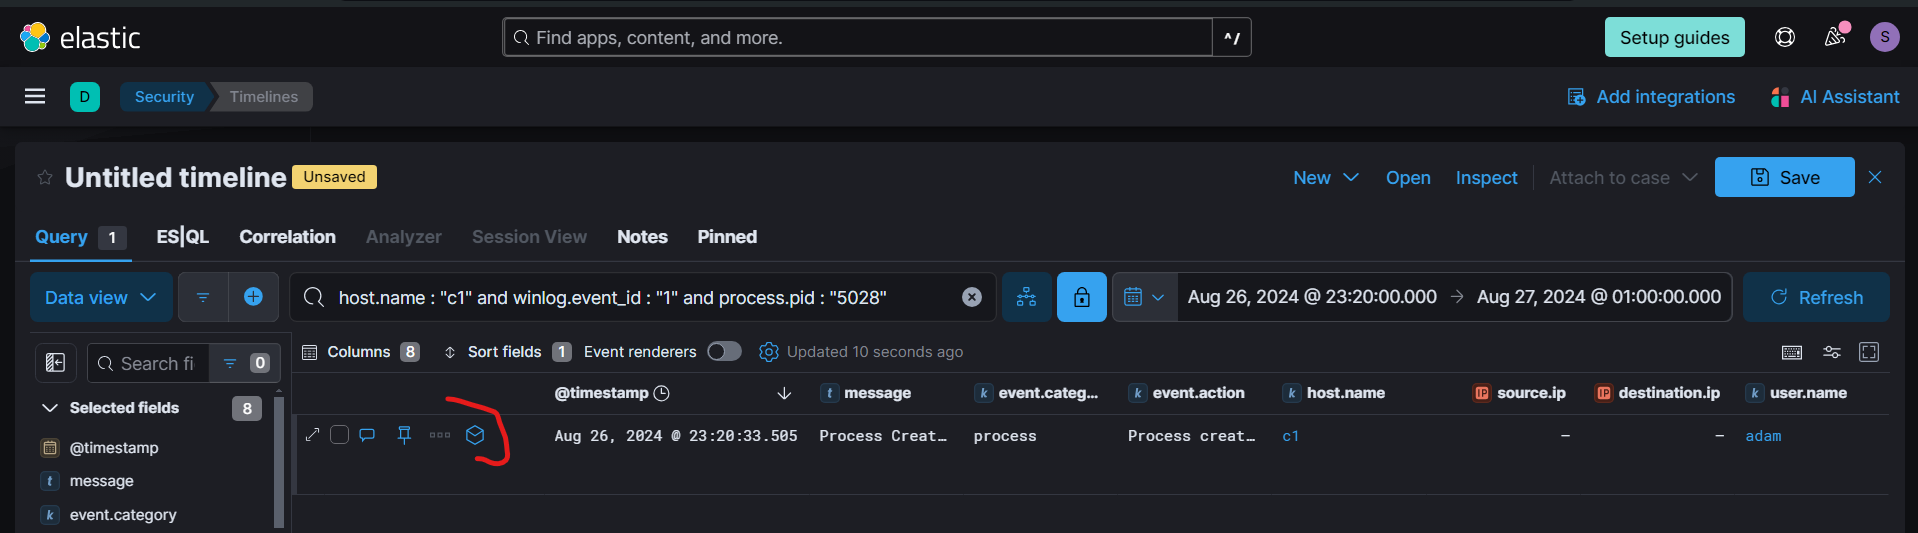 elastic
Find apps, content, and more.
^/
Setup guides
S
D
Security
Timelines
Add integrations
AI Assistant
Untitled timeline
Unsaved
New
Open
Inspect
Attach to case
Save
Query 1
ES|QL
Correlation
Analyzer
Session View
Notes
Pinned
Data view
host.name : "c1" and winlog.event_id : "1" and process.pid : "5028"
Aug 26, 2024 @ 23:20:00.000 → Aug 27, 2024 @ 01:00:00.000
Refresh
Search fi
0
Columns 8
Sort fields 1
Event renderers
Updated 10 seconds ago
@timestamp
t message
k event.categ...
k event.action
k host.name
IP source.ip
IP destination.ip
k user.name
Selected fields 8
Aug 26, 2024 @ 23:20:33.505
Process Creat…
process
Process creat…
c1
—
—
adam
@timestamp
t message
k event.category